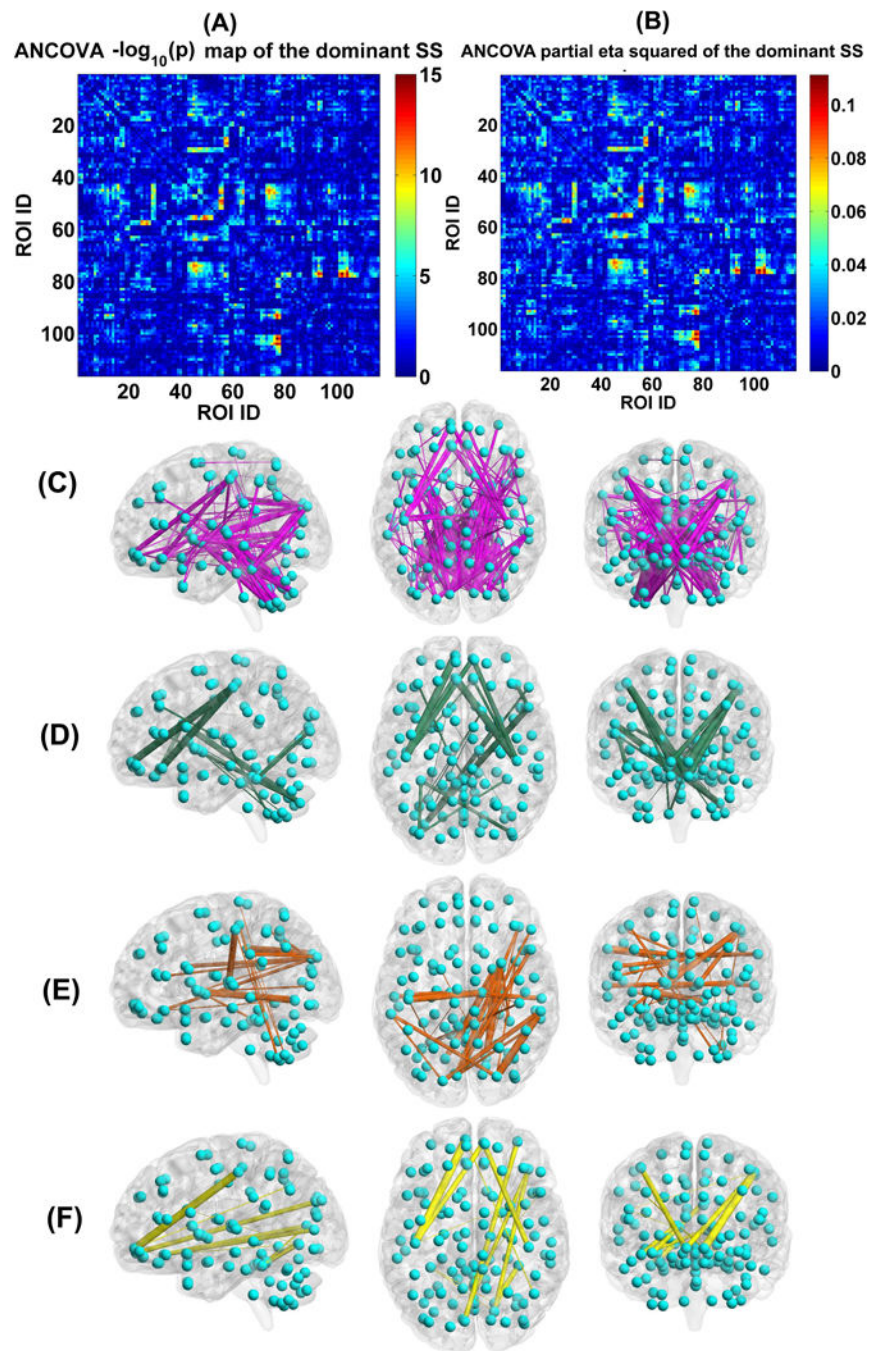 (A)
ANCOVA -log10(p) map of the dominant SS
(B)
ANCOVA partial eta squared of the dominant SS
20
40
60
80
100
ROI ID
20 40 60 80 100
ROI ID
15
10
5
0
20
40
60
80
100
ROI ID
20 40 60 80 100
ROI ID
0.1
0.08
0.06
0.04
0.02
0
(C)
(D)
(E)
(F)